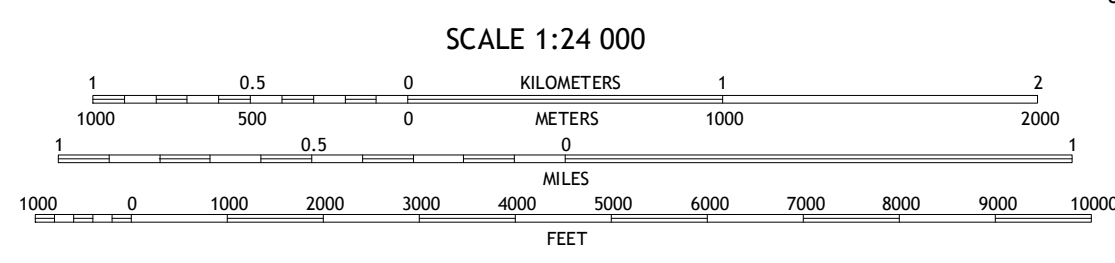 SCALE 1:24 000
1 0.5 0 KILOMETERS 1 2
1000 500 0 METERS 1000 2000
1 0.5 0 1
MILES
1000 0 1000 2000 3000 4000 5000 6000 7000 8000 9000 10000
FEET